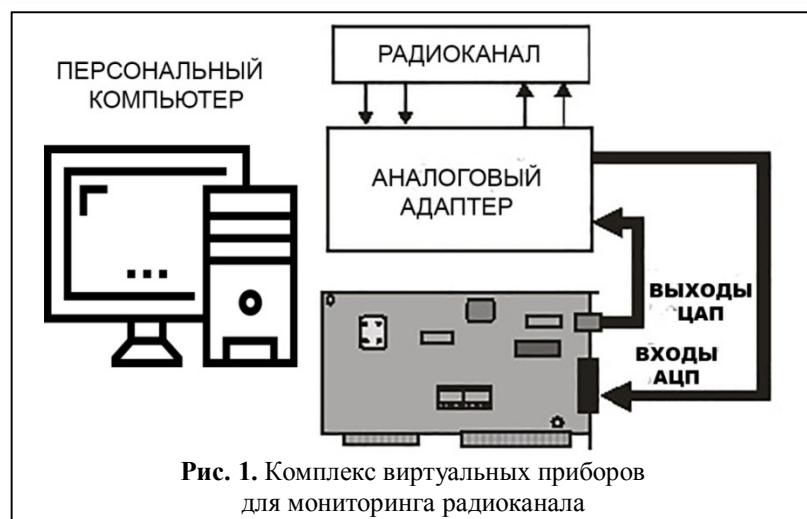 ПЕРСОНАЛЬНЫЙ
КОМПЬЮТЕР
РАДИОКАНАЛ
АНАЛОГОВЫЙ
АДАПТЕР
ВЫХОДЫ
ЦАП
ВХОДЫ
АЦП
Рис. 1. Комплекс виртуальных приборов
для мониторинга радиоканала